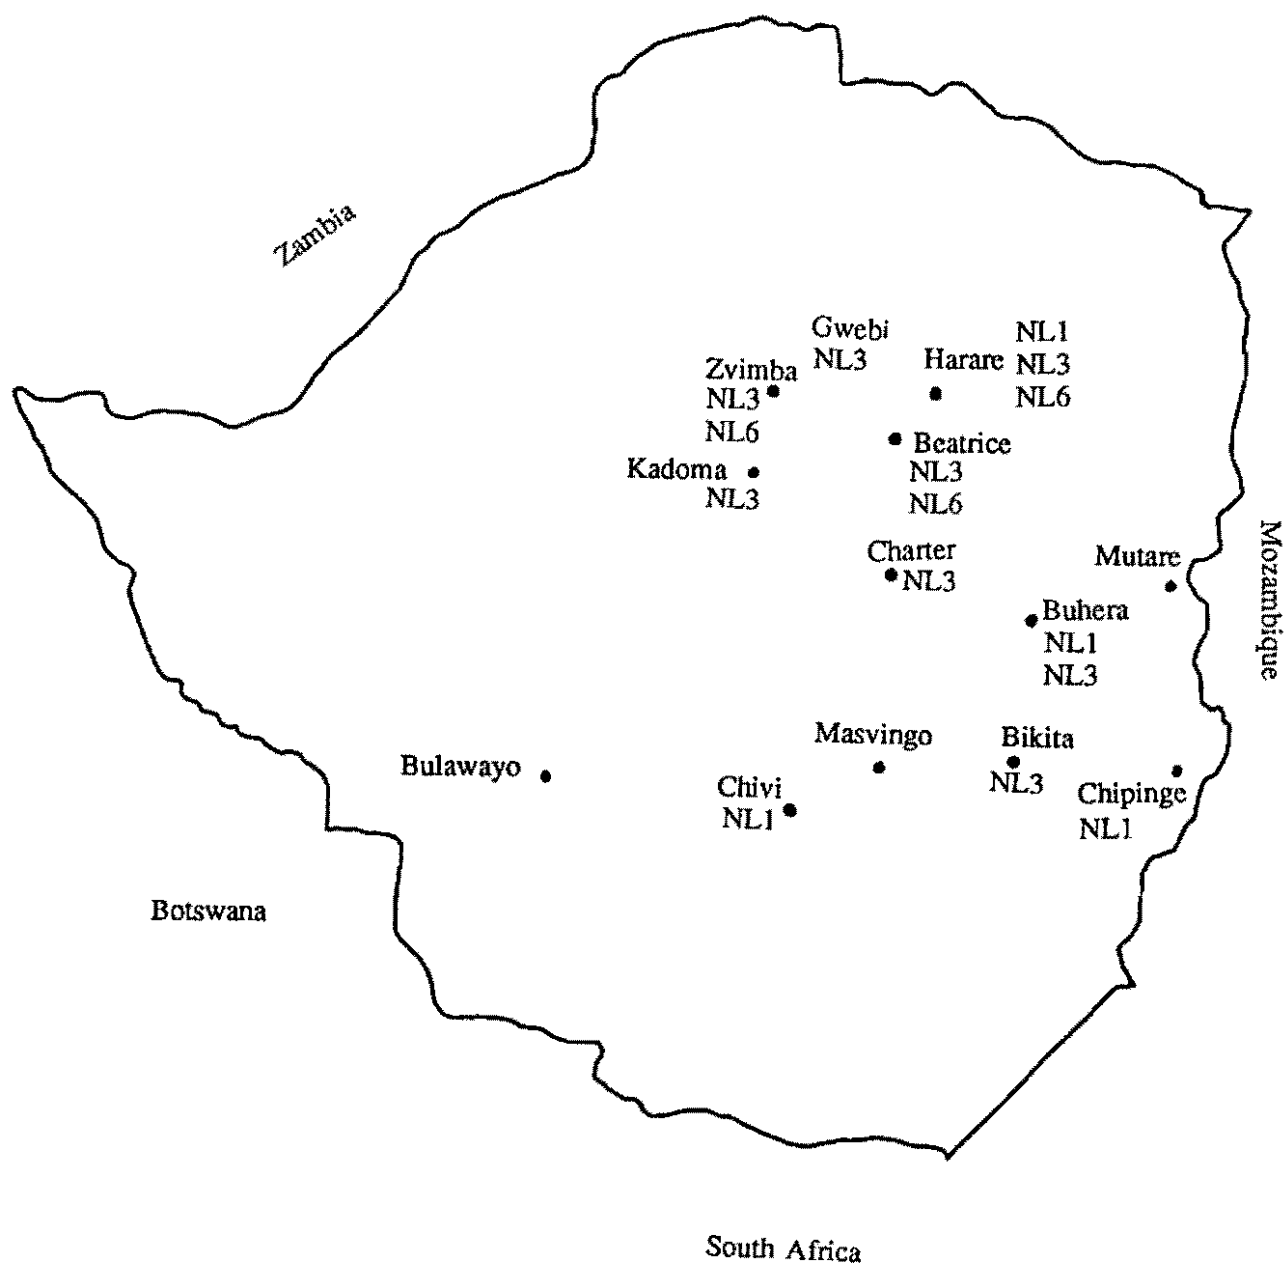 Zambia
Gwebi
NL3
Harare
NL1
NL3
NL6
Zvimba
NL3
NL6
Beatrice
NL3
NL6
Kadoma
NL3
Charter
NL3
Mutare
Mozambique
Buhera
NL1
NL3
Masvingo
Bikita
NL3
Bulawayo
Chivi
NL1
Chipinge
NL1
Botswana
South Africa